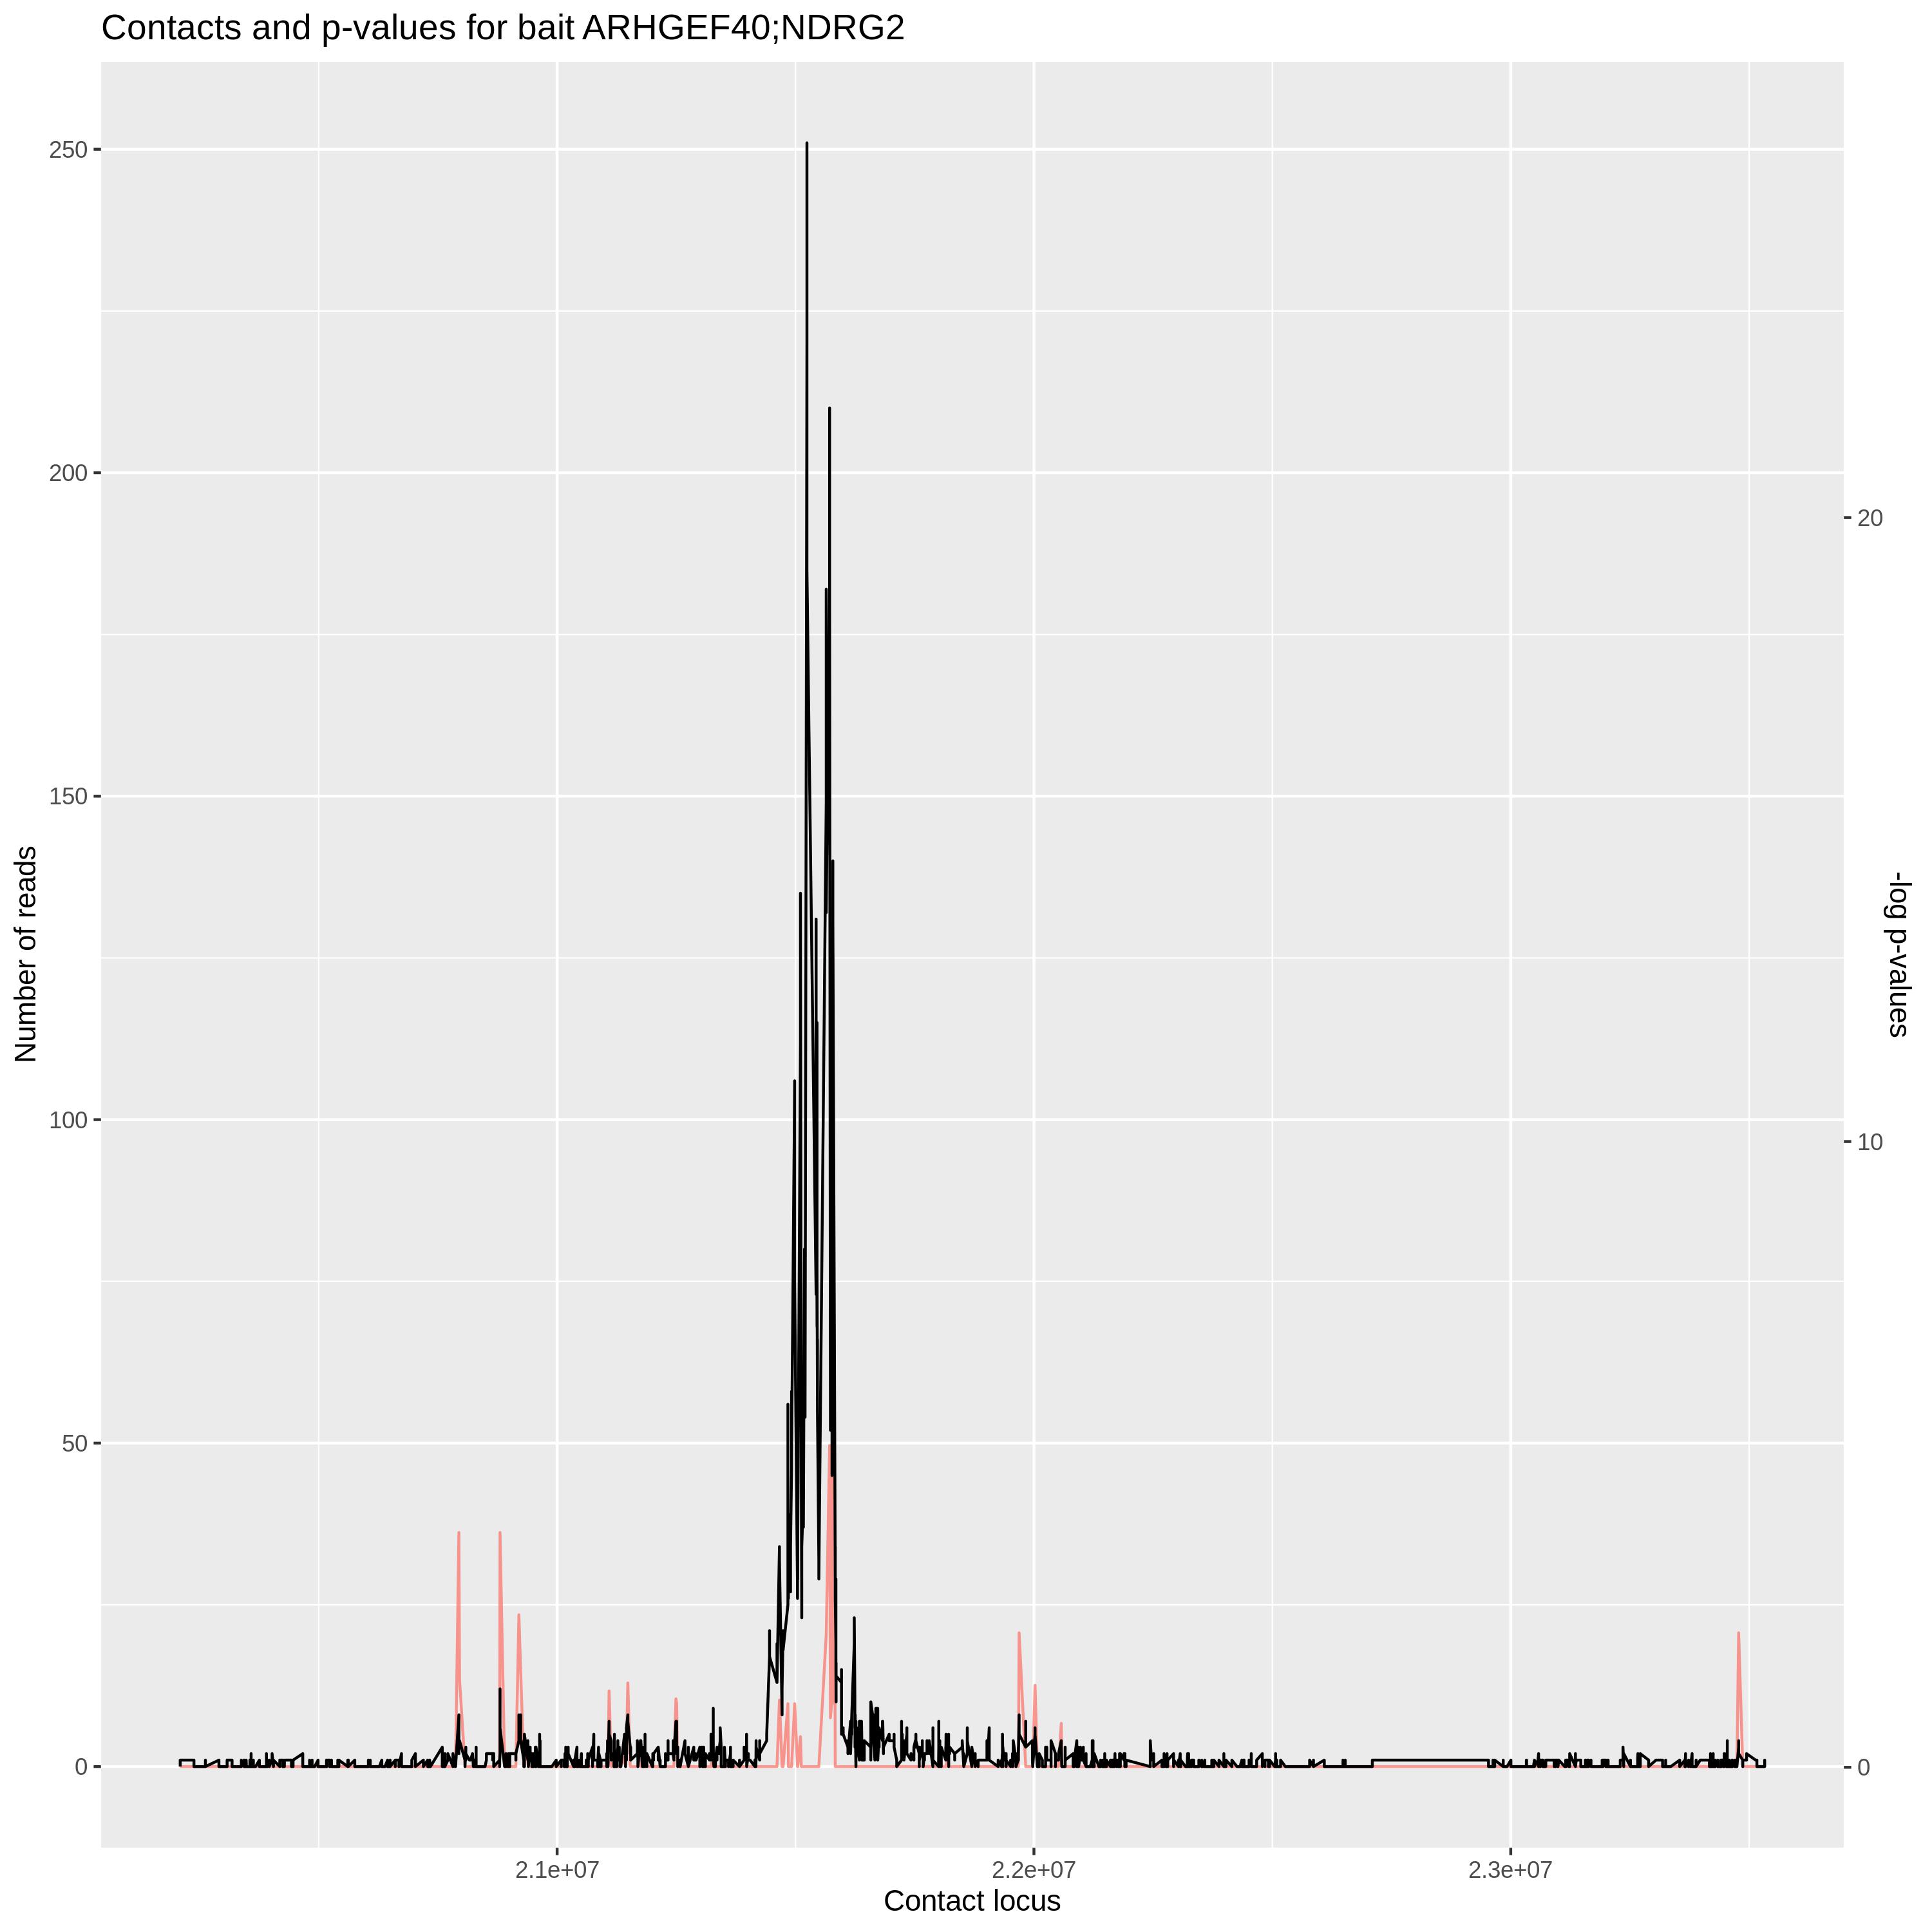 Contacts and p-values for bait ARHGEF40;NDRG2
250
200
150
100
50
0
Number of reads
20
10
0
-log p-values
2.1e+07
2.2e+07
2.3e+07
Contact locus